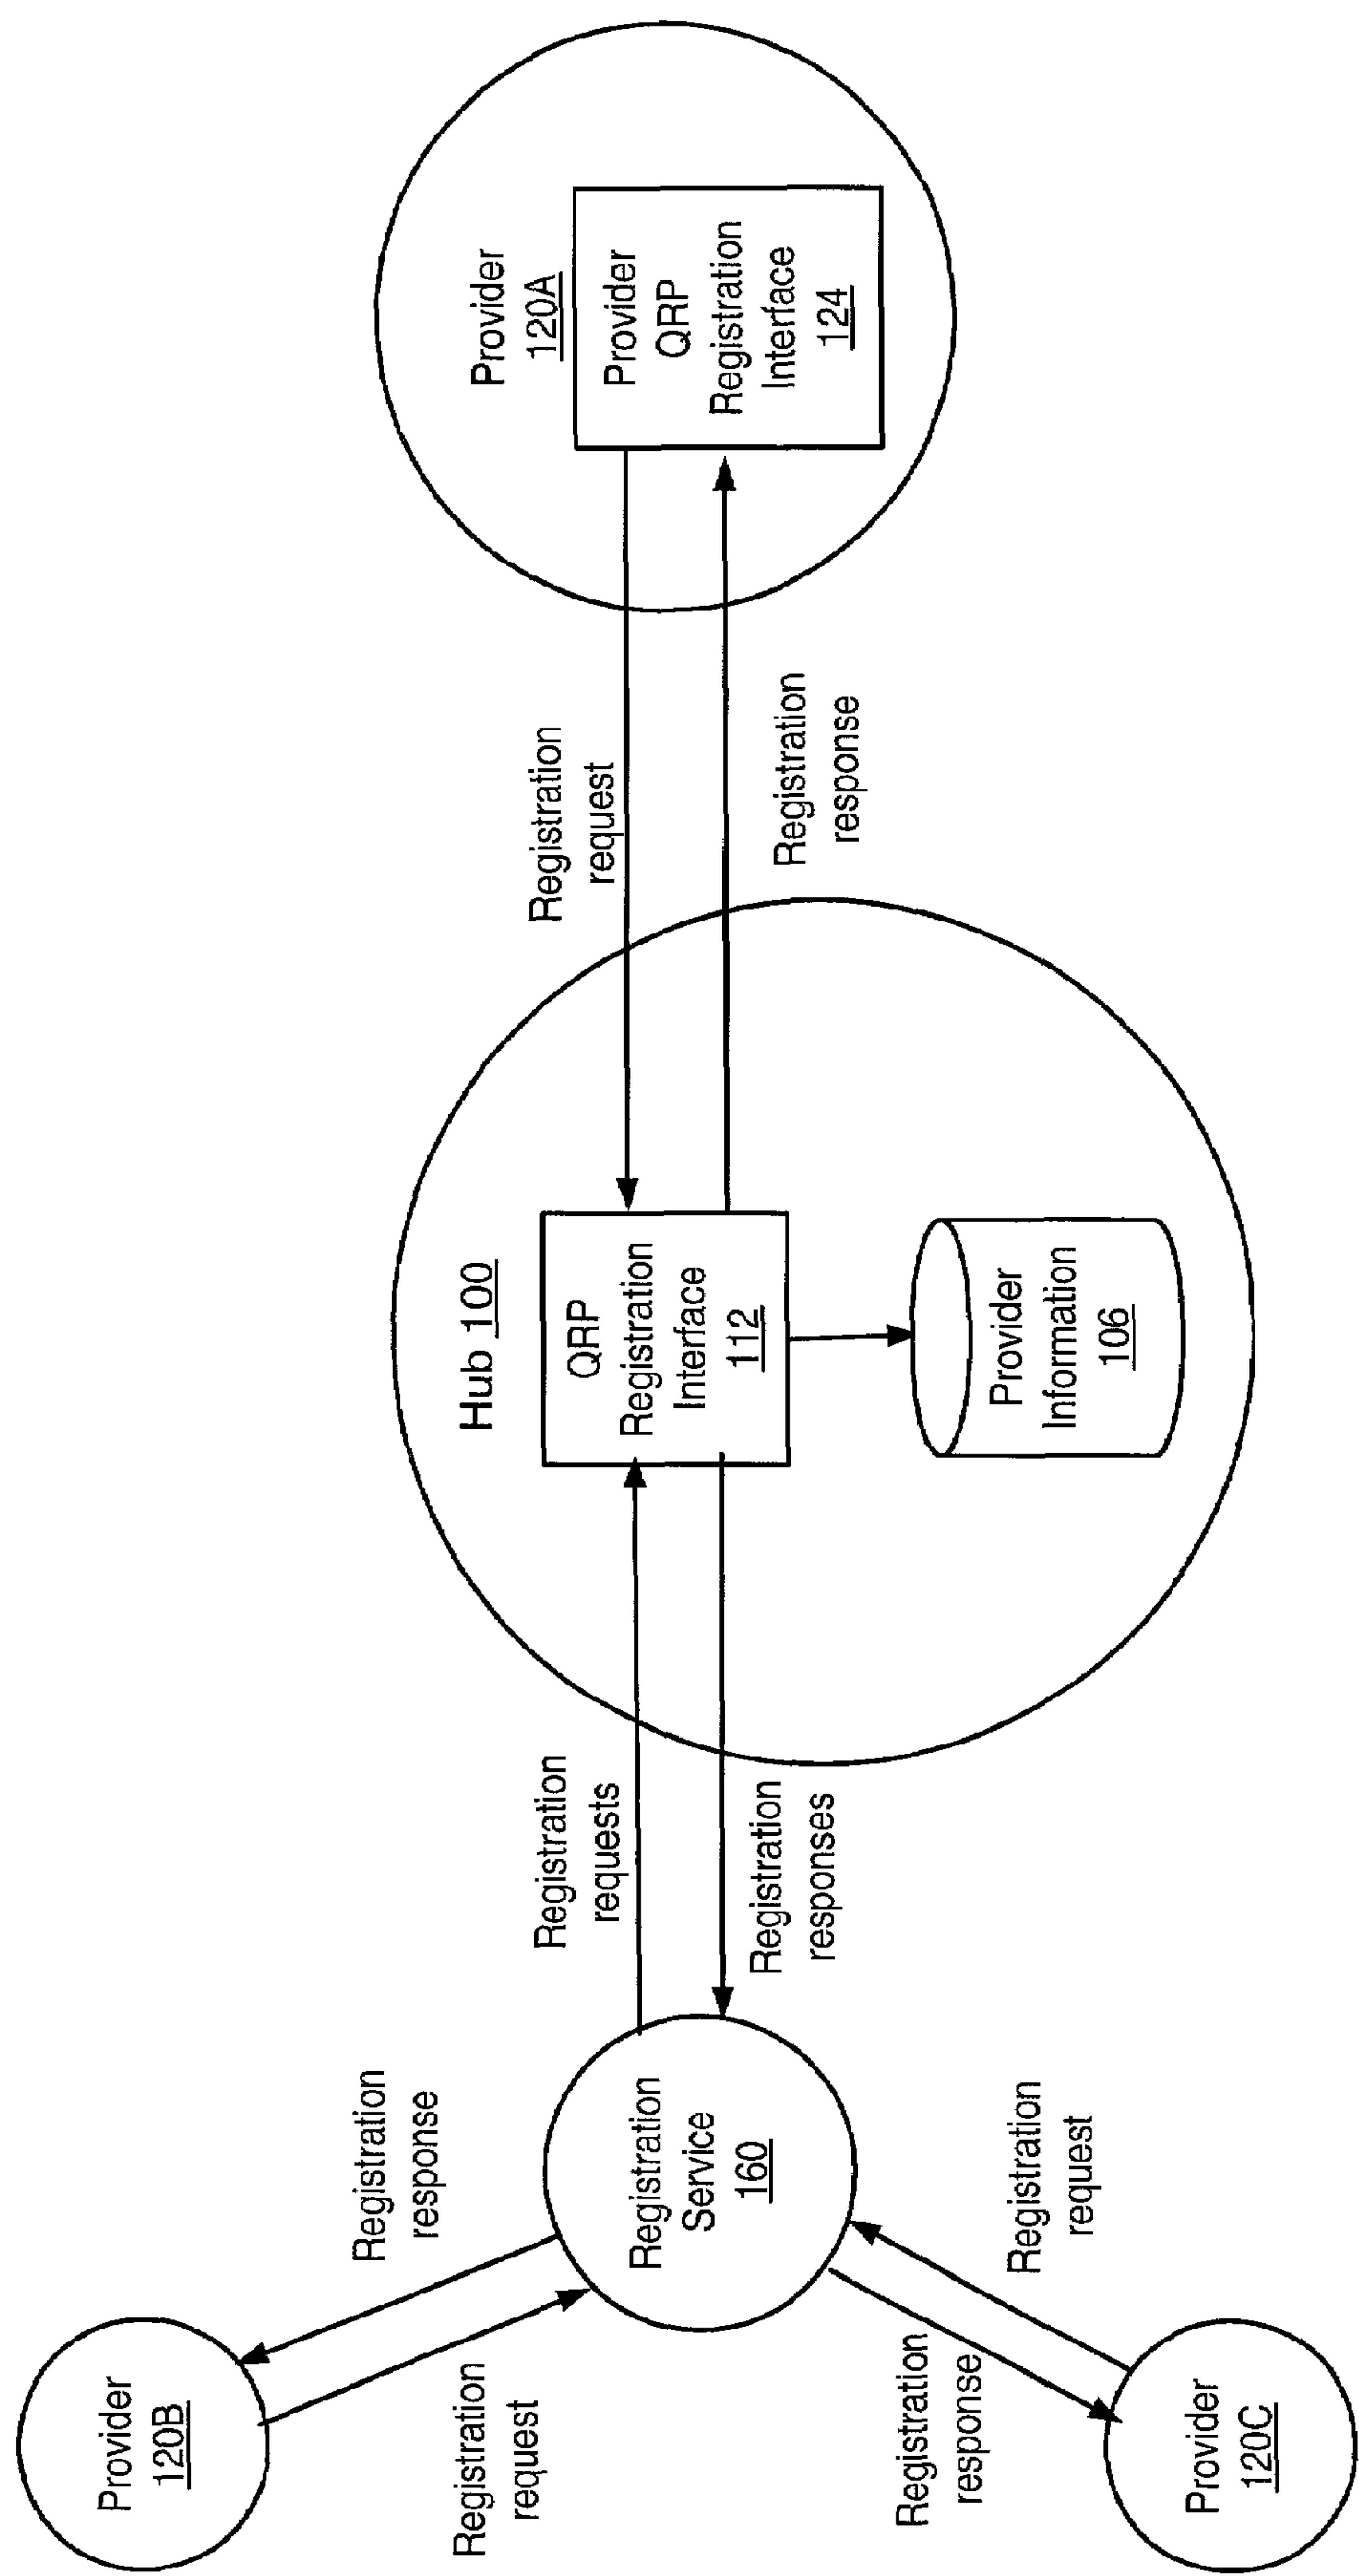 Provider
120B
Registration
response
Registration
request
Registration
Service
160
Registration
response
Registration
request
Provider
120C
Registration
requests
Registration
responses
Hub 100
QRP
Registration
Interface
112
Provider
Information
106
Registration
request
Registration
response
Provider
120A
Provider
QRP
Registration
Interface
124